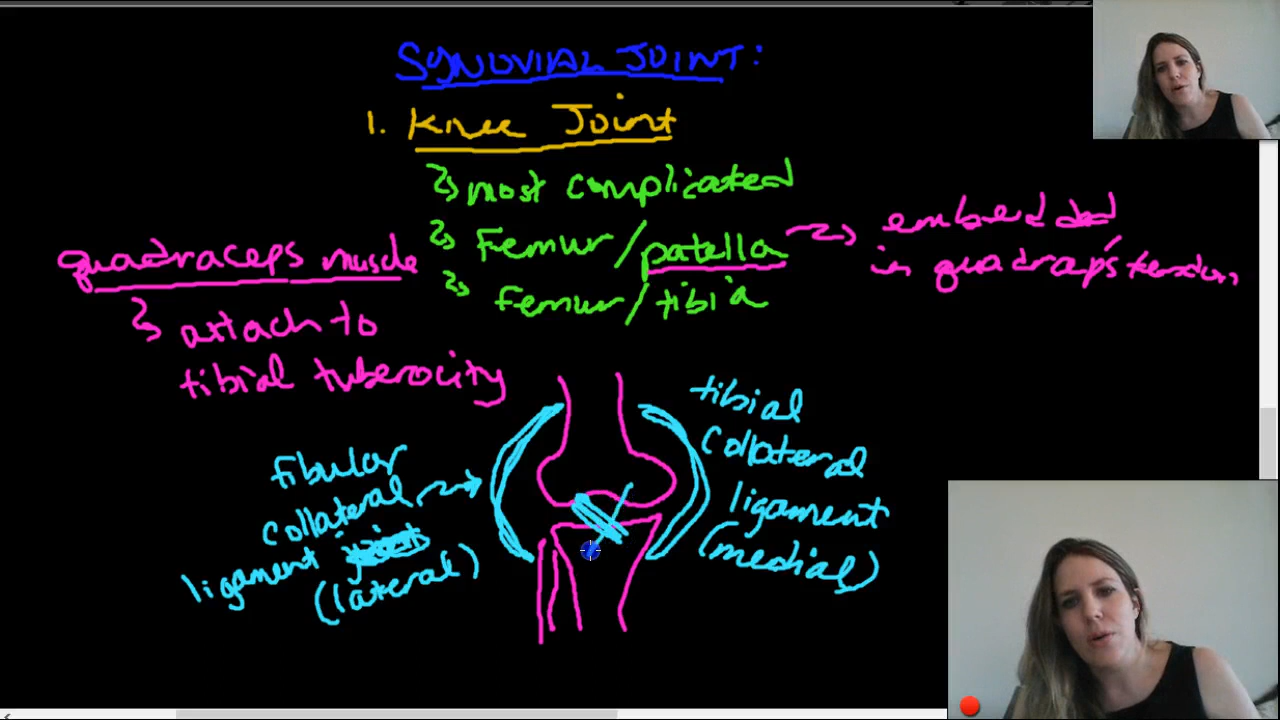 SYNOVIAL JOINT:
1. Knee Joint
most complicated
Femur/patella
embedded
in quadrap's tendon
Femur/tibia
quadraceps muscle
attach to
tibial tuberocity
fibular
collateral
ligament
(lateral)
tibial
collateral
ligament
(medial)